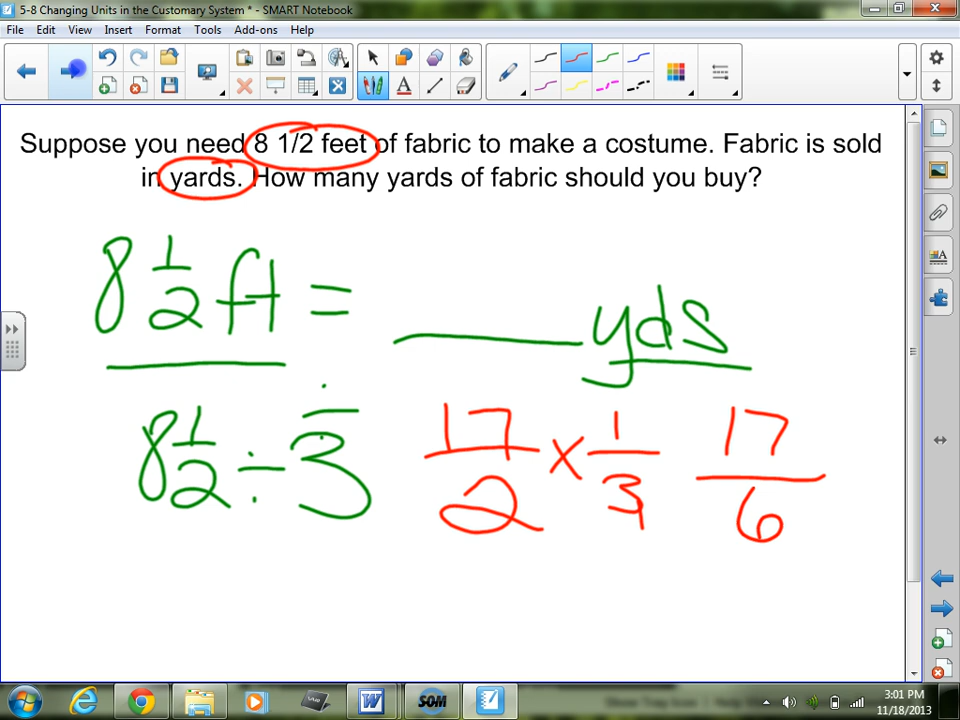 5-8 Changing Units in the Customary System * - SMART Notebook
File Edit View Insert Format Tools Add-ons Help
Suppose you need 8 1/2 feet of fabric to make a costume. Fabric is sold
in yards. How many yards of fabric should you buy?
8 1/2 ft = ____ yds
8 1/2 ÷ 3 17/2 x 1/3 17/6
SOM
3:01 PM
11/18/2013